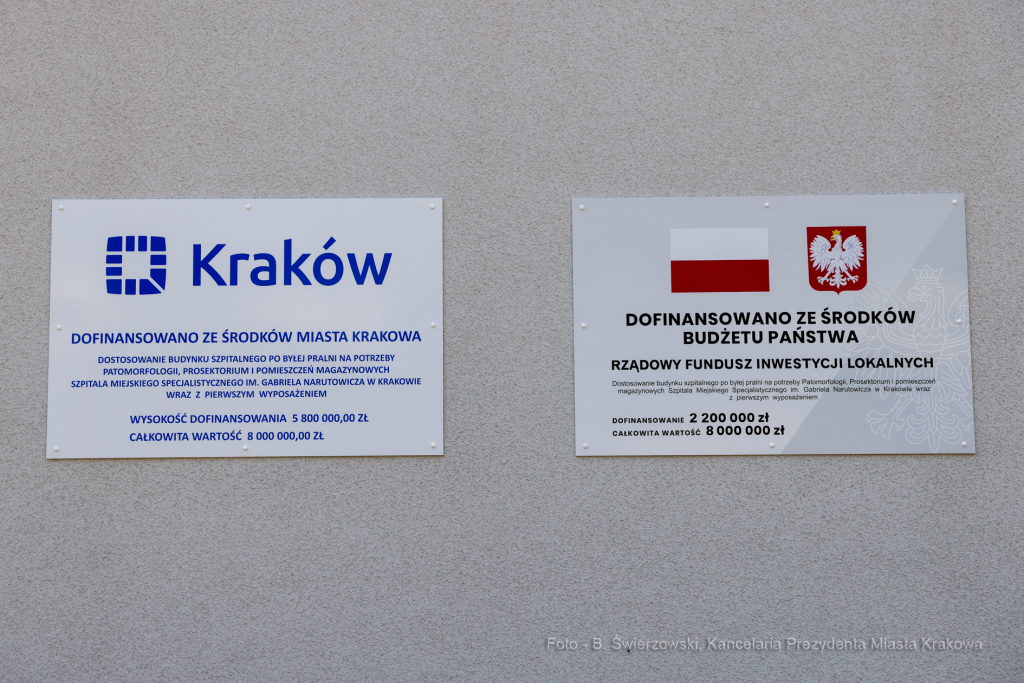 Kraków
DOFINANSOWANO ZE ŚRODKÓW MIASTA KRAKOWA
DOSTOSOWANIE BUDYNKU SZPITALNEGO PO BYŁEJ PRALNI NA POTRZEBY
PATOMORFOLOGII, PROSEKTORIUM I POMIESZCZEŃ MAGAZYNOWYCH
SZPITALA MIEJSKIEGO SPECJALISTYCZNEGO IM. GABRIELA NARUTOWICZA W KRAKOWIE
WRAZ Z PIERWSZYM WYPOSAŻENIEM
WYSOKOŚĆ DOFINANSOWANIA 5 800 000,00 ZŁ
CAŁKOWITA WARTOŚĆ 8 000 000,00 ZŁ
DOFINANSOWANO ZE ŚRODKÓW
BUDŻETU PAŃSTWA
RZĄDOWY FUNDUSZ INWESTYCJI LOKALNYCH
Dostosowanie budynku szpitalnego po byłej pralni na potrzeby Patomorfologii, Prosektorium i pomieszczeń
magazynowych Szpitala Miejskiego Specjalistycznego im. Gabriela Narutowicza w Krakowie wraz
z pierwszym wyposażeniem
DOFINANSOWANIE 2 200 000 zł
CAŁKOWITA WARTOŚĆ 8 000 000 zł
Foto - B. Świerzowski, Kancelaria Prezydenta Miasta Krakowa